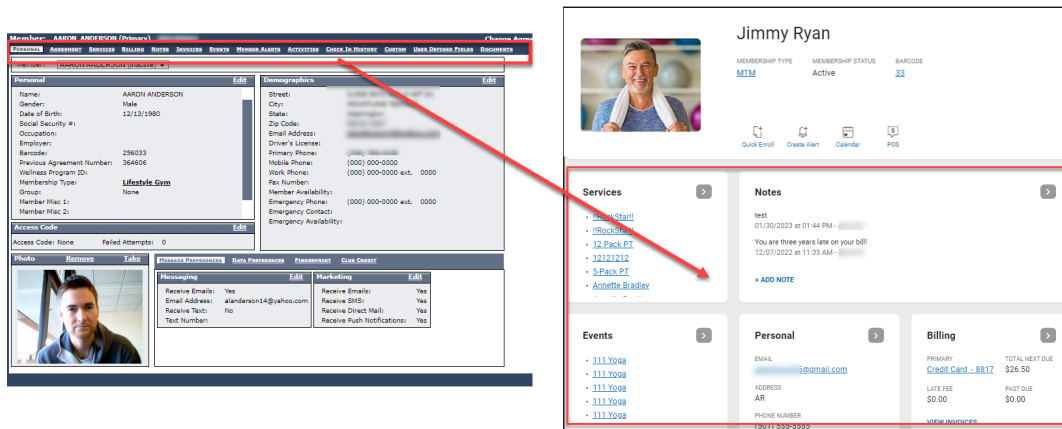 Member: AARON ANDERSON (Primary)
Change Agree
PERSONAL AGREEMENT SERVICES BILLING NOTES INVOICES EVENTS MEMBER ALERTS ACTIVITIES CHECK IN HISTORY CUSTOM USER DEFINED FIELDS DOCUMENTS
Member: AARON ANDERSON (Inactive)
Personal Edit
Name: AARON ANDERSON
Gender: Male
Date of Birth: 12/13/1980
Social Security #:
Occupation:
Employer:
Barcode: 256033
Previous Agreement Number: 364606
Wellness Program ID:
Membership Type: Lifestyle Gym
Group: None
Member Misc 1:
Member Misc 2:
Access Code Edit
Access Code: None Failed Attempts: 0
Demographics Edit
Street:
City:
State:
Zip Code:
Email Address:
Driver's License:
Primary Phone:
Mobile Phone: (000) 000-0000
Work Phone: (000) 000-0000 ext. 0000
Fax Number:
Member Availability:
Emergency Phone: (000) 000-0000 ext. 0000
Emergency Contact:
Emergency Availability:
Photo Remove Take
MESSAGE PREFERENCES DATA PREFERENCES FINGERPRINT CLUB CREDIT
Messaging Edit
Receive Emails: Yes
Email Address: alanderson14@yahoo.com
Receive Text: No
Text Number:
Marketing Edit
Receive Emails: Yes
Receive SMS: Yes
Receive Direct Mail: Yes
Receive Push Notifications: Yes
Jimmy Ryan
MEMBERSHIP TYPE MEMBERSHIP STATUS BARCODE
MTM Active 33
Quick Enroll Create Alert Calendar POS
Services
!!RockStar!!
!!RockStar!!
12 Pack PT
12121212
5-Pack PT
Annette Bradley
Notes
test
01/30/2023 at 01:44 PM -
You are three years late on your bill!
12/07/2022 at 11:33 AM -
+ ADD NOTE
Events
111 Yoga
111 Yoga
111 Yoga
111 Yoga
111 Yoga
Personal
EMAIL
5@gmail.com
ADDRESS
AR
PHONE NUMBER
(501) 555-5555
Billing
PRIMARY TOTAL NEXT DUE
Credit Card - 8817 $26.50
LATE FEE PAST DUE
$0.00 $0.00
VIEW INVOICES